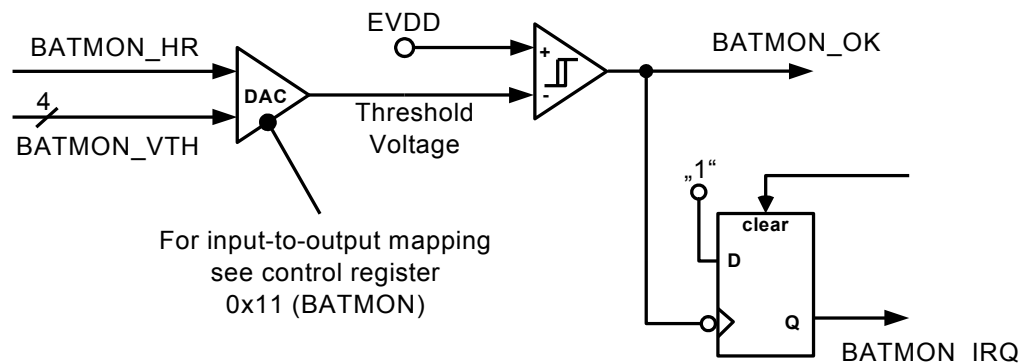 EVDD
BATMON_HR
BATMON_OK
+
DAC
-
4
Threshold
Voltage
BATMON_VTH
„1“
clear
For input-to-output mapping
see control register
0x11 (BATMON)
D
Q
BATMON_IRQ